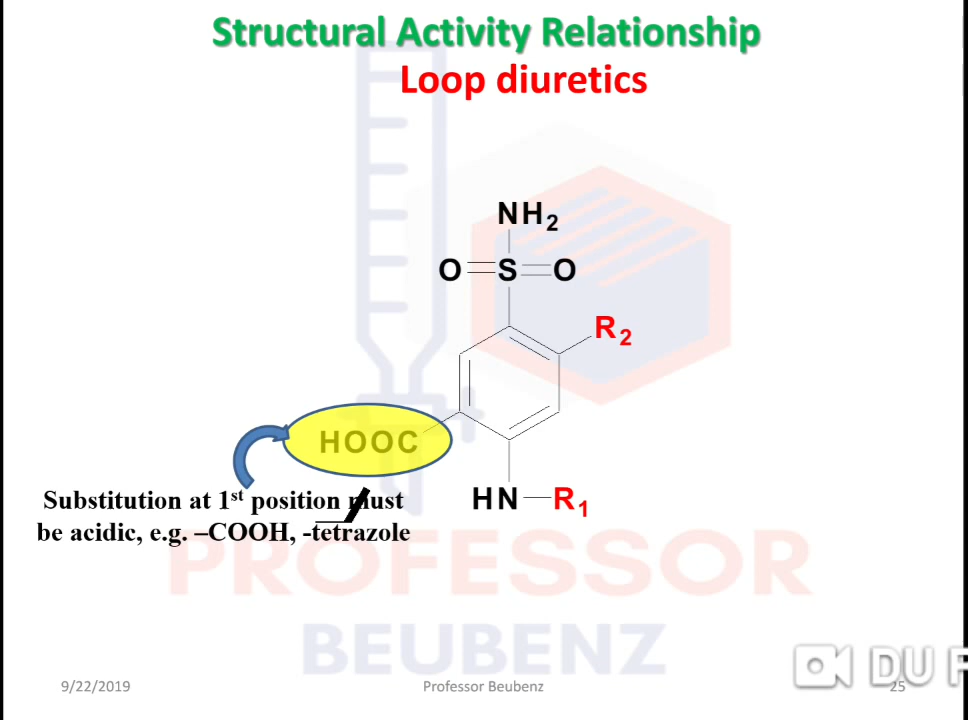 Structural Activity Relationship
Loop diuretics
NH2
O S O
R2
HOOC
HN R1
Substitution at 1st position must
be acidic, e.g. –COOH, -tetrazole
PROFESSOR
BEUBENZ
DU F
9/22/2019 Professor Beubenz 25